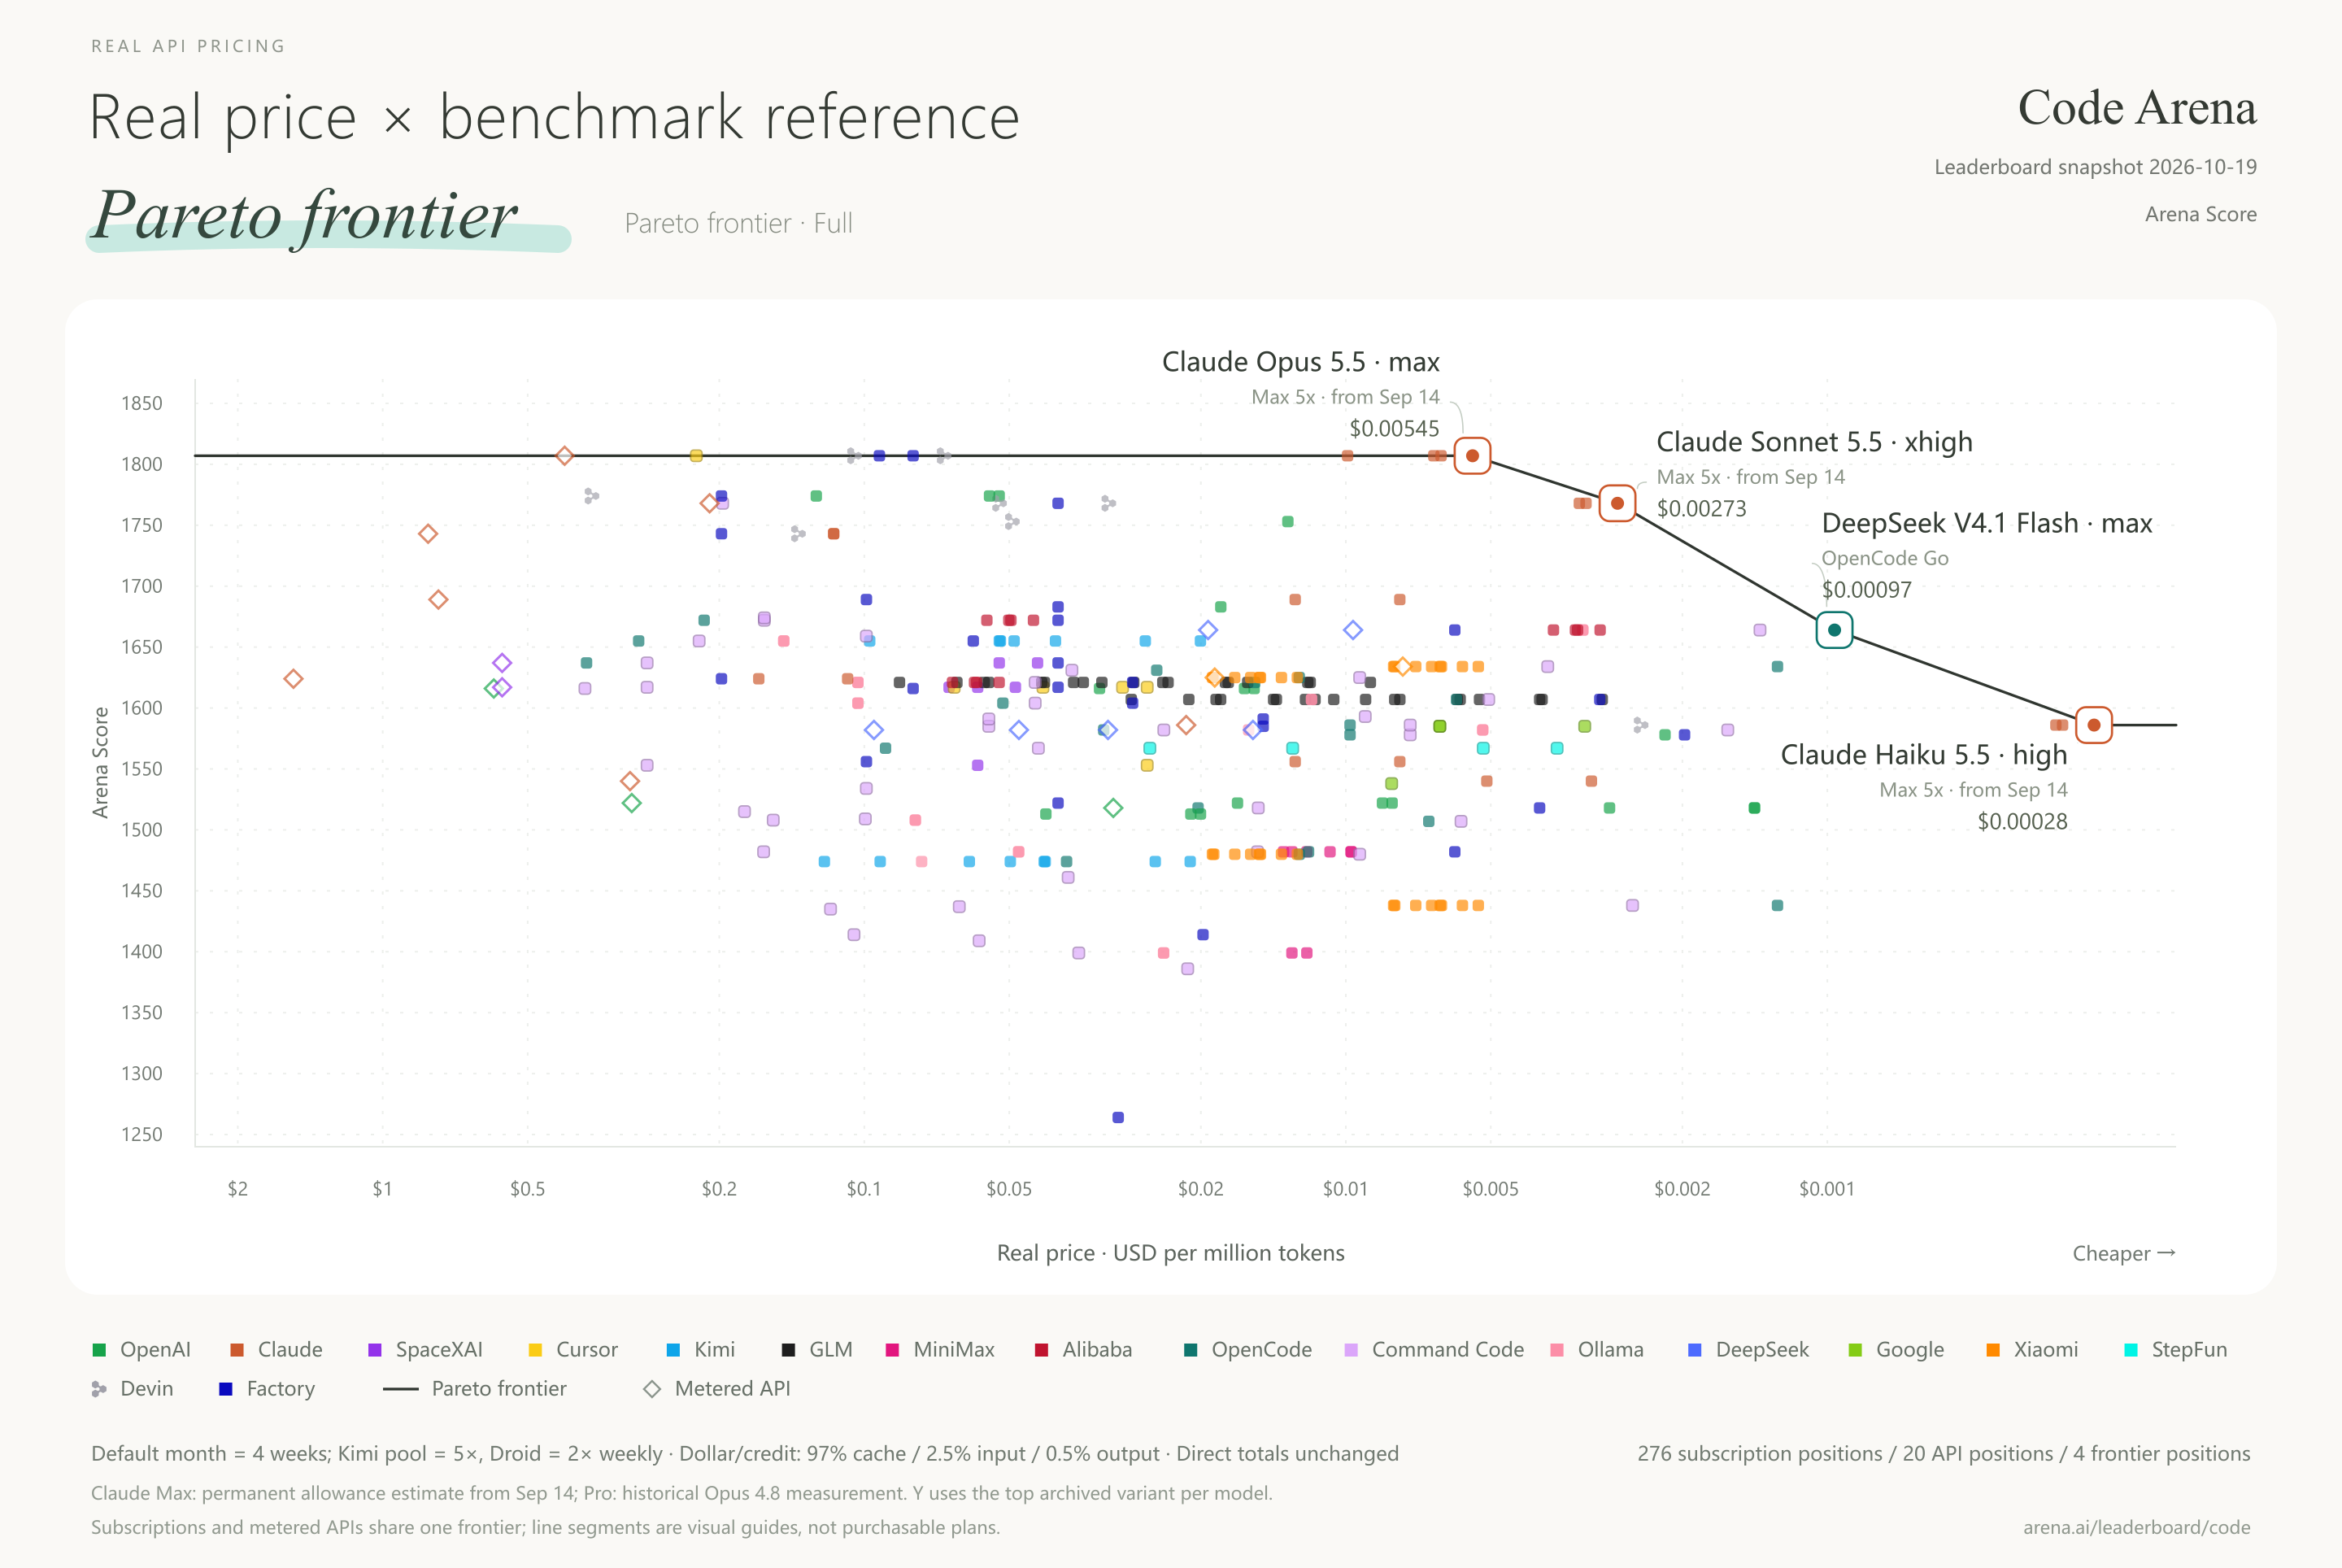 REAL API PRICING
Real price × benchmark reference
Pareto frontier
Pareto frontier · Full
Code Arena
Leaderboard snapshot 2026-10-19
Arena Score
Claude Opus 5.5 · max
Max 5x · from Sep 14
$0.00545
Claude Sonnet 5.5 · xhigh
Max 5x · from Sep 14
$0.00273
DeepSeek V4.1 Flash · max
OpenCode Go
$0.00097
Claude Haiku 5.5 · high
Max 5x · from Sep 14
$0.00028
Arena Score
1850
1800
1750
1700
1650
1600
1550
1500
1450
1400
1350
1300
1250
$2 $1 $0.5 $0.2 $0.1 $0.05 $0.02 $0.01 $0.005 $0.002 $0.001
Real price · USD per million tokens
Cheaper →
OpenAI Claude SpaceXAI Cursor Kimi GLM MiniMax Alibaba OpenCode Command Code Ollama DeepSeek Google Xiaomi StepFun
Devin Factory Pareto frontier Metered API
Default month = 4 weeks; Kimi pool = 5×, Droid = 2× weekly · Dollar/credit: 97% cache / 2.5% input / 0.5% output · Direct totals unchanged
276 subscription positions / 20 API positions / 4 frontier positions
Claude Max: permanent allowance estimate from Sep 14; Pro: historical Opus 4.8 measurement. Y uses the top archived variant per model.
Subscriptions and metered APIs share one frontier; line segments are visual guides, not purchasable plans.
arena.ai/leaderboard/code